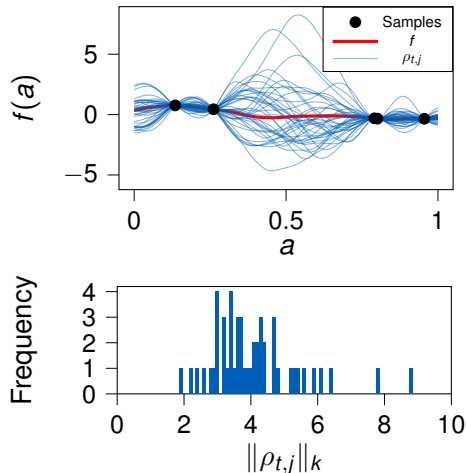 Samples
f
ρ_{t,j}
f(a)
5
0
−5
0
0.5
1
a
Frequency
4
3
2
1
0
0 2 4 6 8 10
‖ρ_{t,j}‖_k